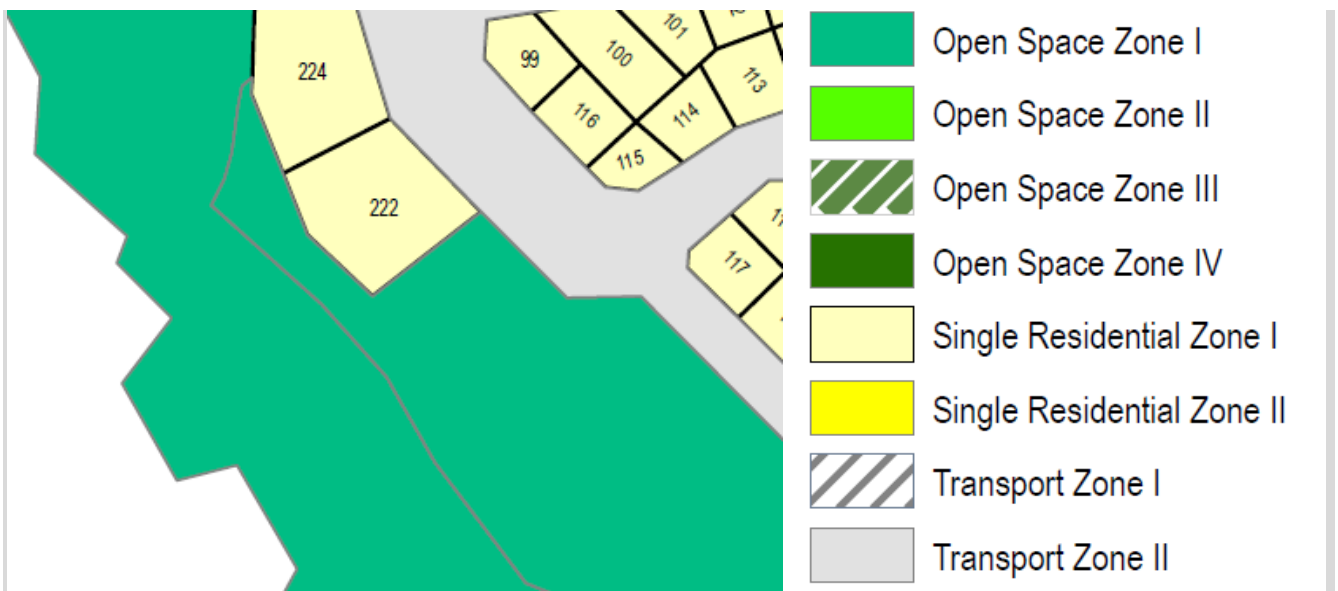 101
224
99
100
113
116
114
115
222
117
Open Space Zone I
Open Space Zone II
Open Space Zone III
Open Space Zone IV
Single Residential Zone I
Single Residential Zone II
Transport Zone I
Transport Zone II